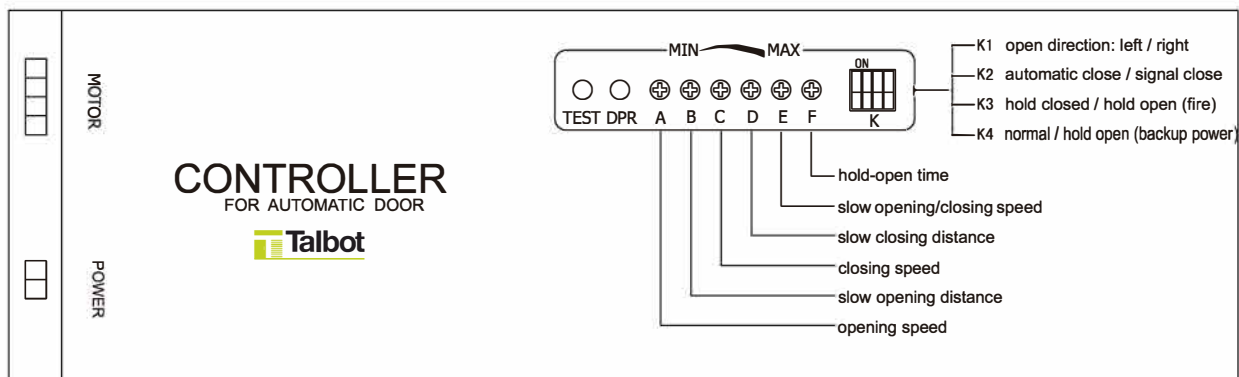 MOTOR
POWER
CONTROLLER
FOR AUTOMATIC DOOR
Talbot
MIN MAX
ON
TEST DPR A B C D E F K
K1 open direction: left / right
K2 automatic close / signal close
K3 hold closed / hold open (fire)
K4 normal / hold open (backup power)
hold-open time
slow opening/closing speed
slow closing distance
closing speed
slow opening distance
opening speed